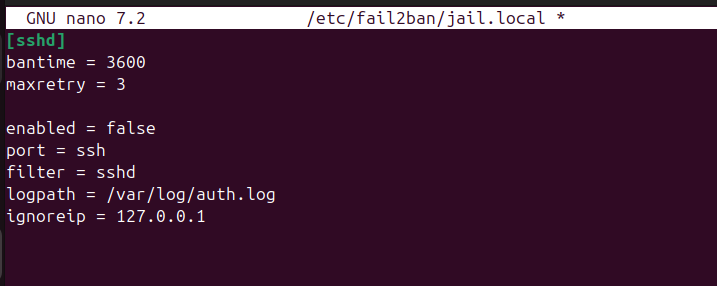 GNU nano 7.2 /etc/fail2ban/jail.local *
[sshd]
bantime = 3600
maxretry = 3
enabled = false
port = ssh
filter = sshd
logpath = /var/log/auth.log
ignoreip = 127.0.0.1